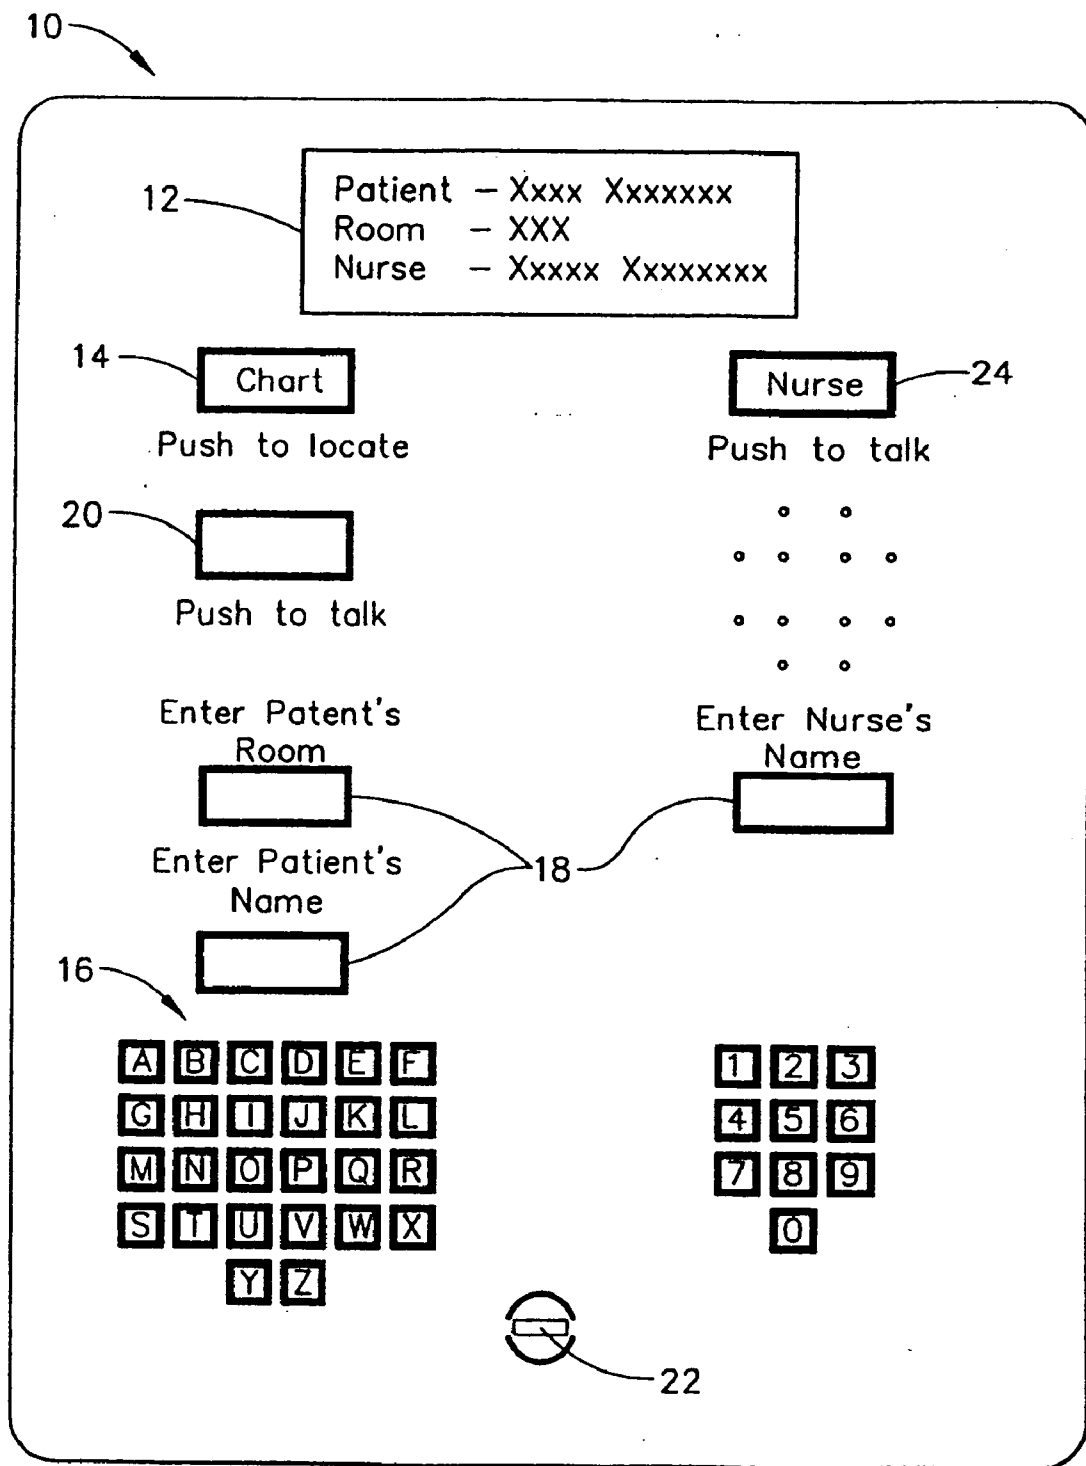 10
12
Patient - Xxxx Xxxxxxx
Room - XXX
Nurse - Xxxxx Xxxxxxxx
14
Chart
Push to locate
Nurse
24
Push to talk
20
Push to talk
Enter Patent's
Room
Enter Nurse's
Name
18
Enter Patient's
Name
16
A B C D E F
G H I J K L
M N O P Q R
S T U V W X
Y Z
1 2 3
4 5 6
7 8 9
0
22